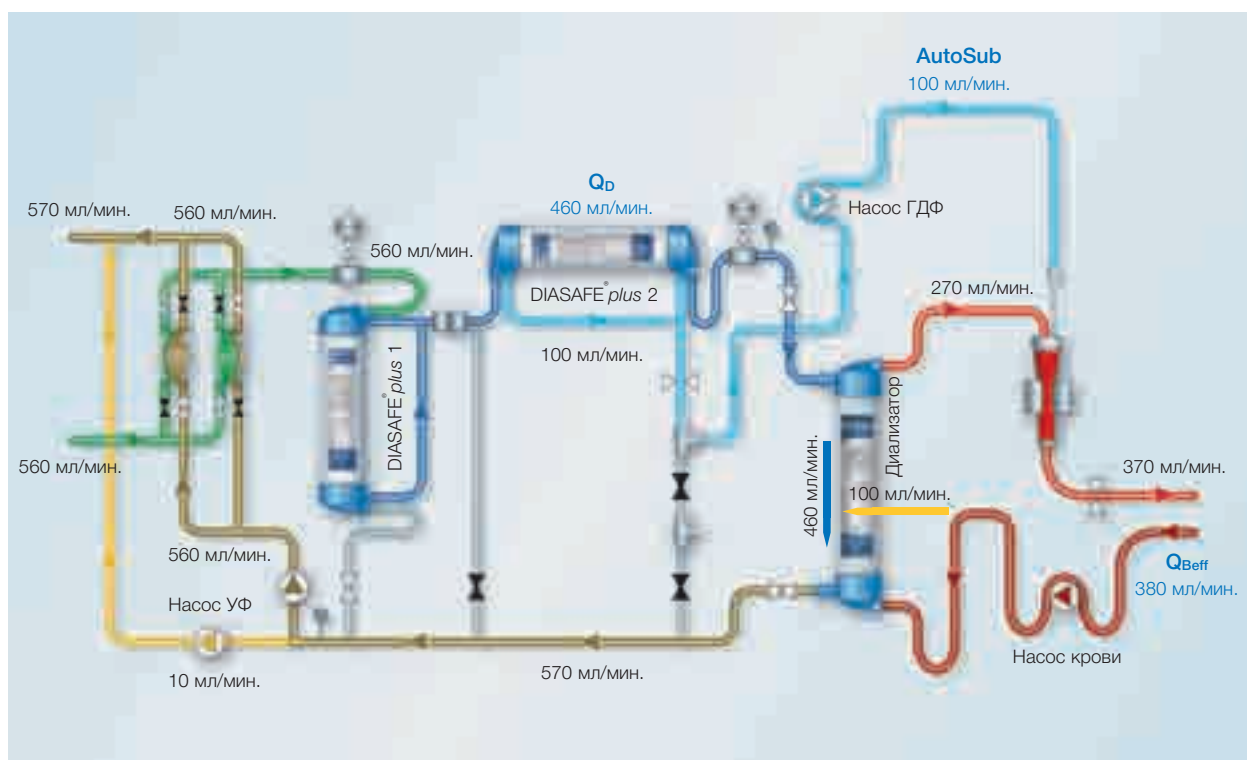 AutoSub
100 мл/мин.
QD
460 мл/мин.
570 мл/мин.
560 мл/мин.
Насос ГДФ
560 мл/мин.
DIASAFE® plus 2
270 мл/мин.
100 мл/мин.
DIASAFE® plus 1
Диализатор
560 мл/мин.
460 мл/мин.
370 мл/мин.
100 мл/мин.
560 мл/мин.
QBeff
380 мл/мин.
Насос УФ
Насос крови
570 мл/мин.
10 мл/мин.